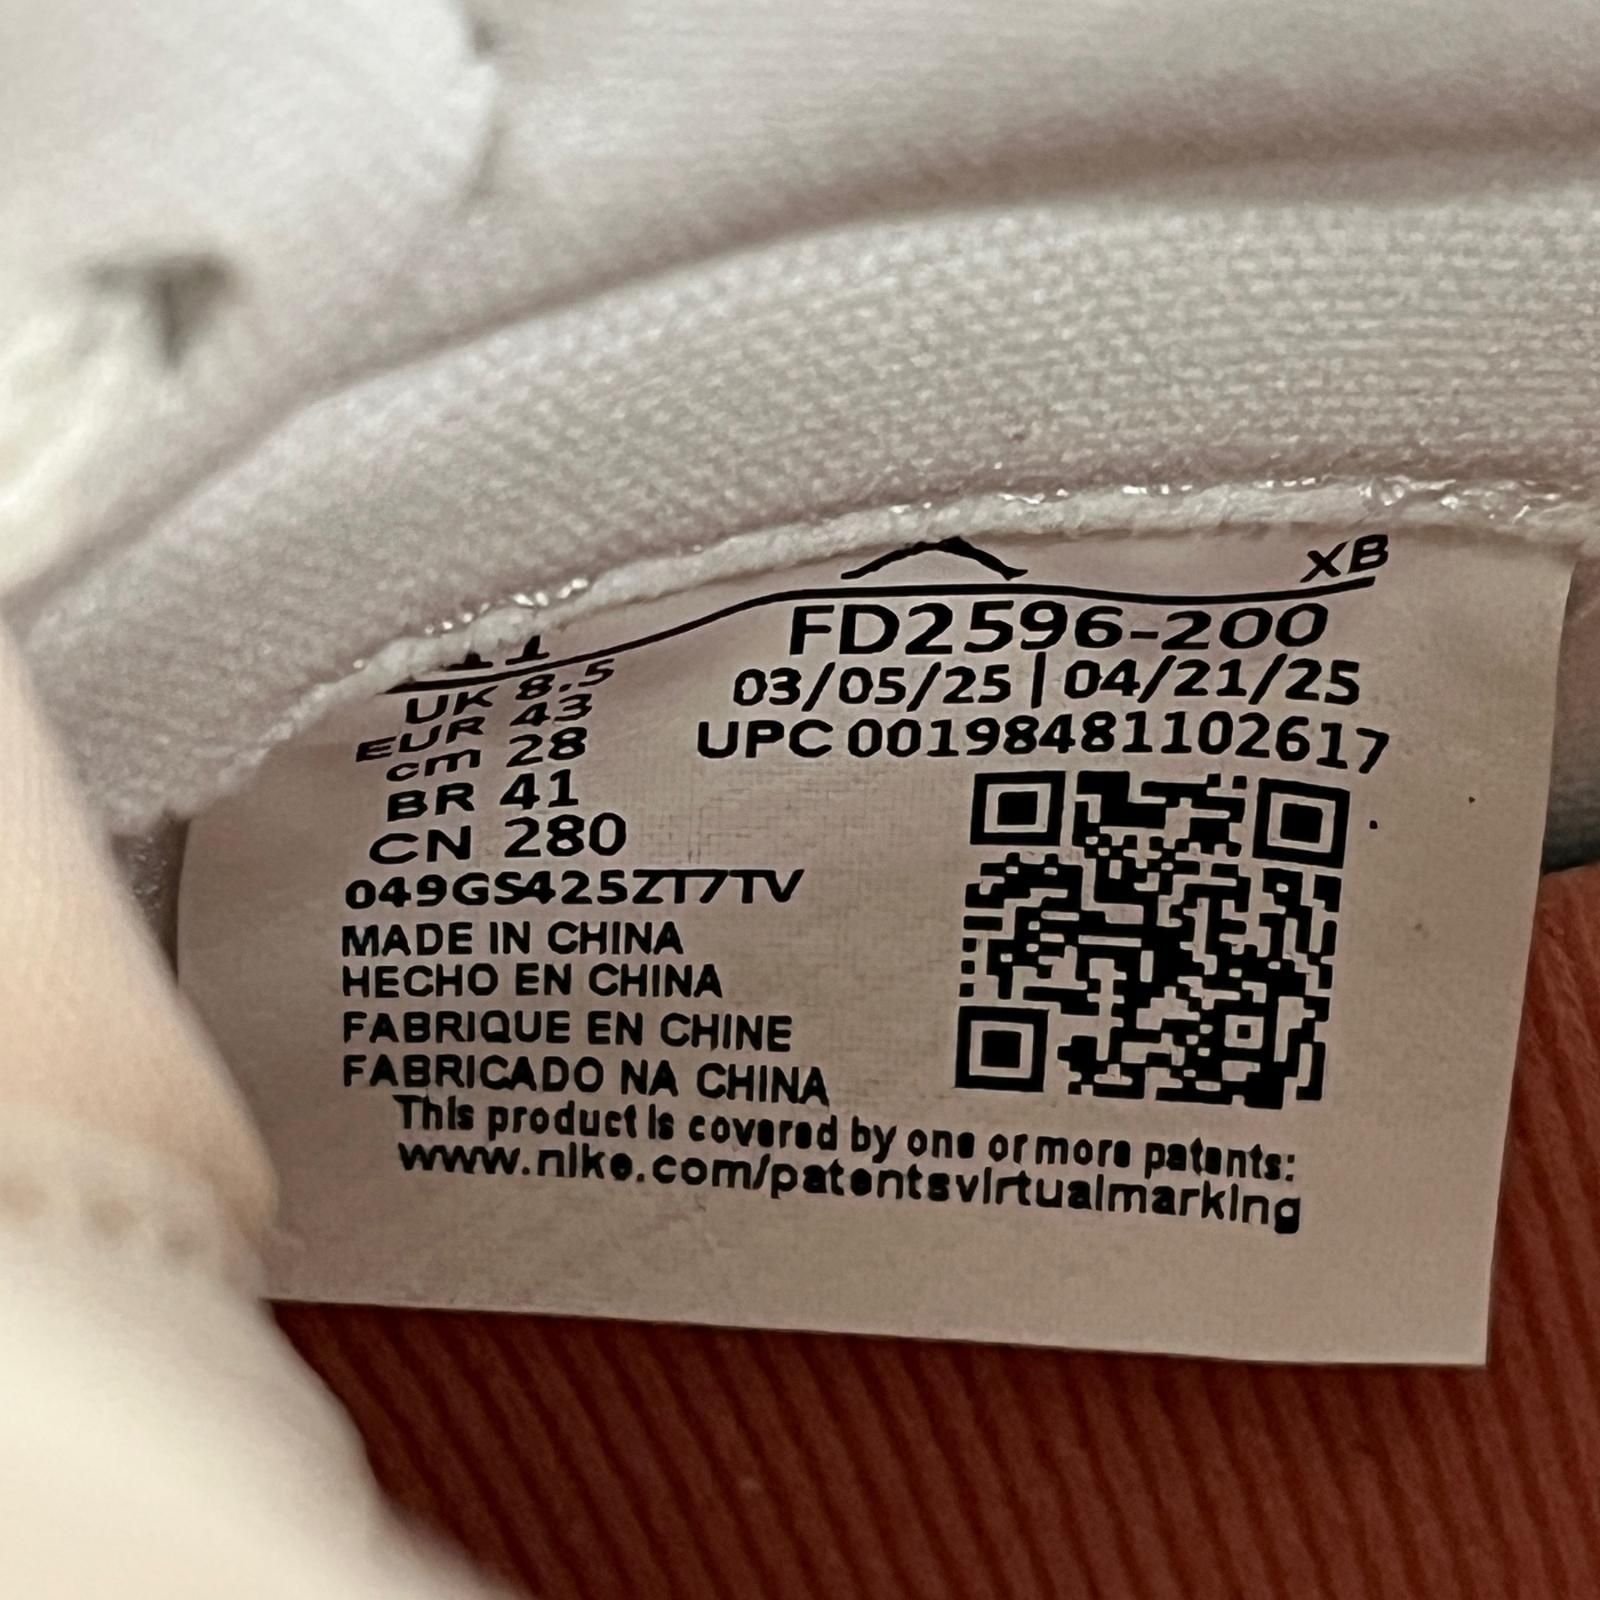 XB
11
UK 8.5
EUR 43
cm 28
BR 41
CN 280
FD2596-200
03/05/25 | 04/21/25
UPC 00198481102617
049GS425ZT7TV
MADE IN CHINA
HECHO EN CHINA
FABRIQUE EN CHINE
FABRICADO NA CHINA
This product is covered by one or more patents:
www.nike.com/patentsvirtualmarking